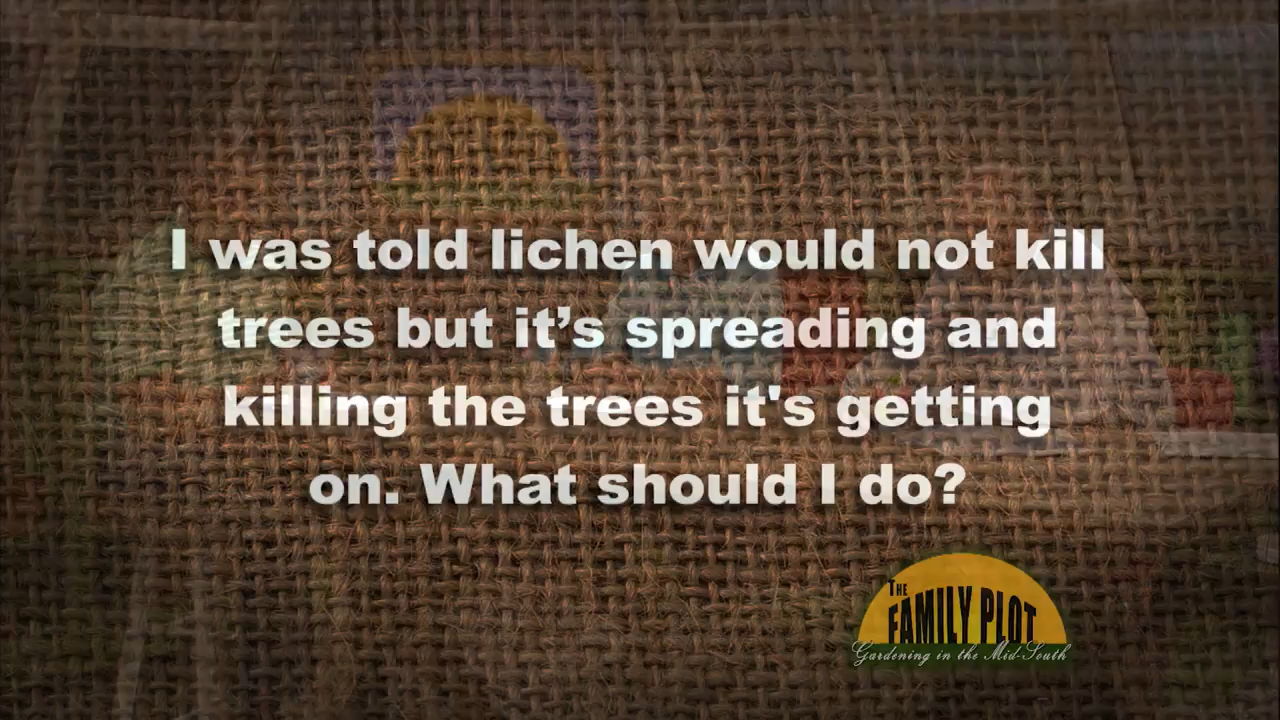 I was told lichen would not kill
trees but it’s spreading and
killing the trees it's getting
on. What should I do?
THE
FAMILY PLOT
Gardening in the Mid-South